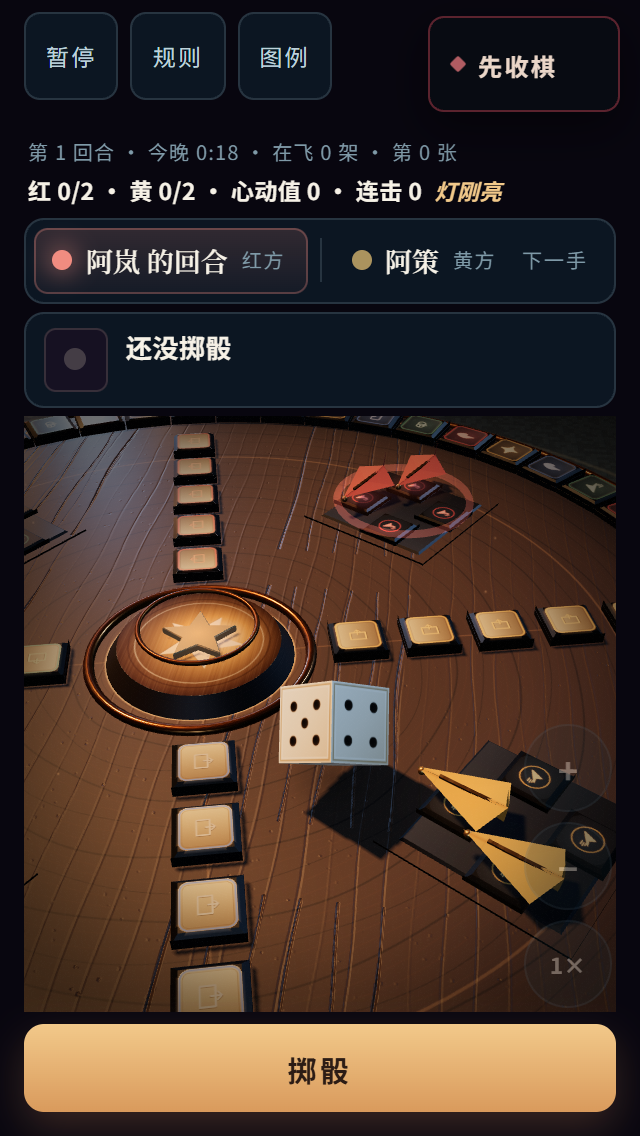 暂停 规则 图例 先收棋
第 1 回合 • 今晚 0:18 • 在飞 0 架 • 第 0 张
红 0/2 • 黄 0/2 • 心动值 0 • 连击 0 灯刚亮
阿岚 的回合 红方 阿策 黄方 下一手
还没掷骰
+
−
1×
掷骰